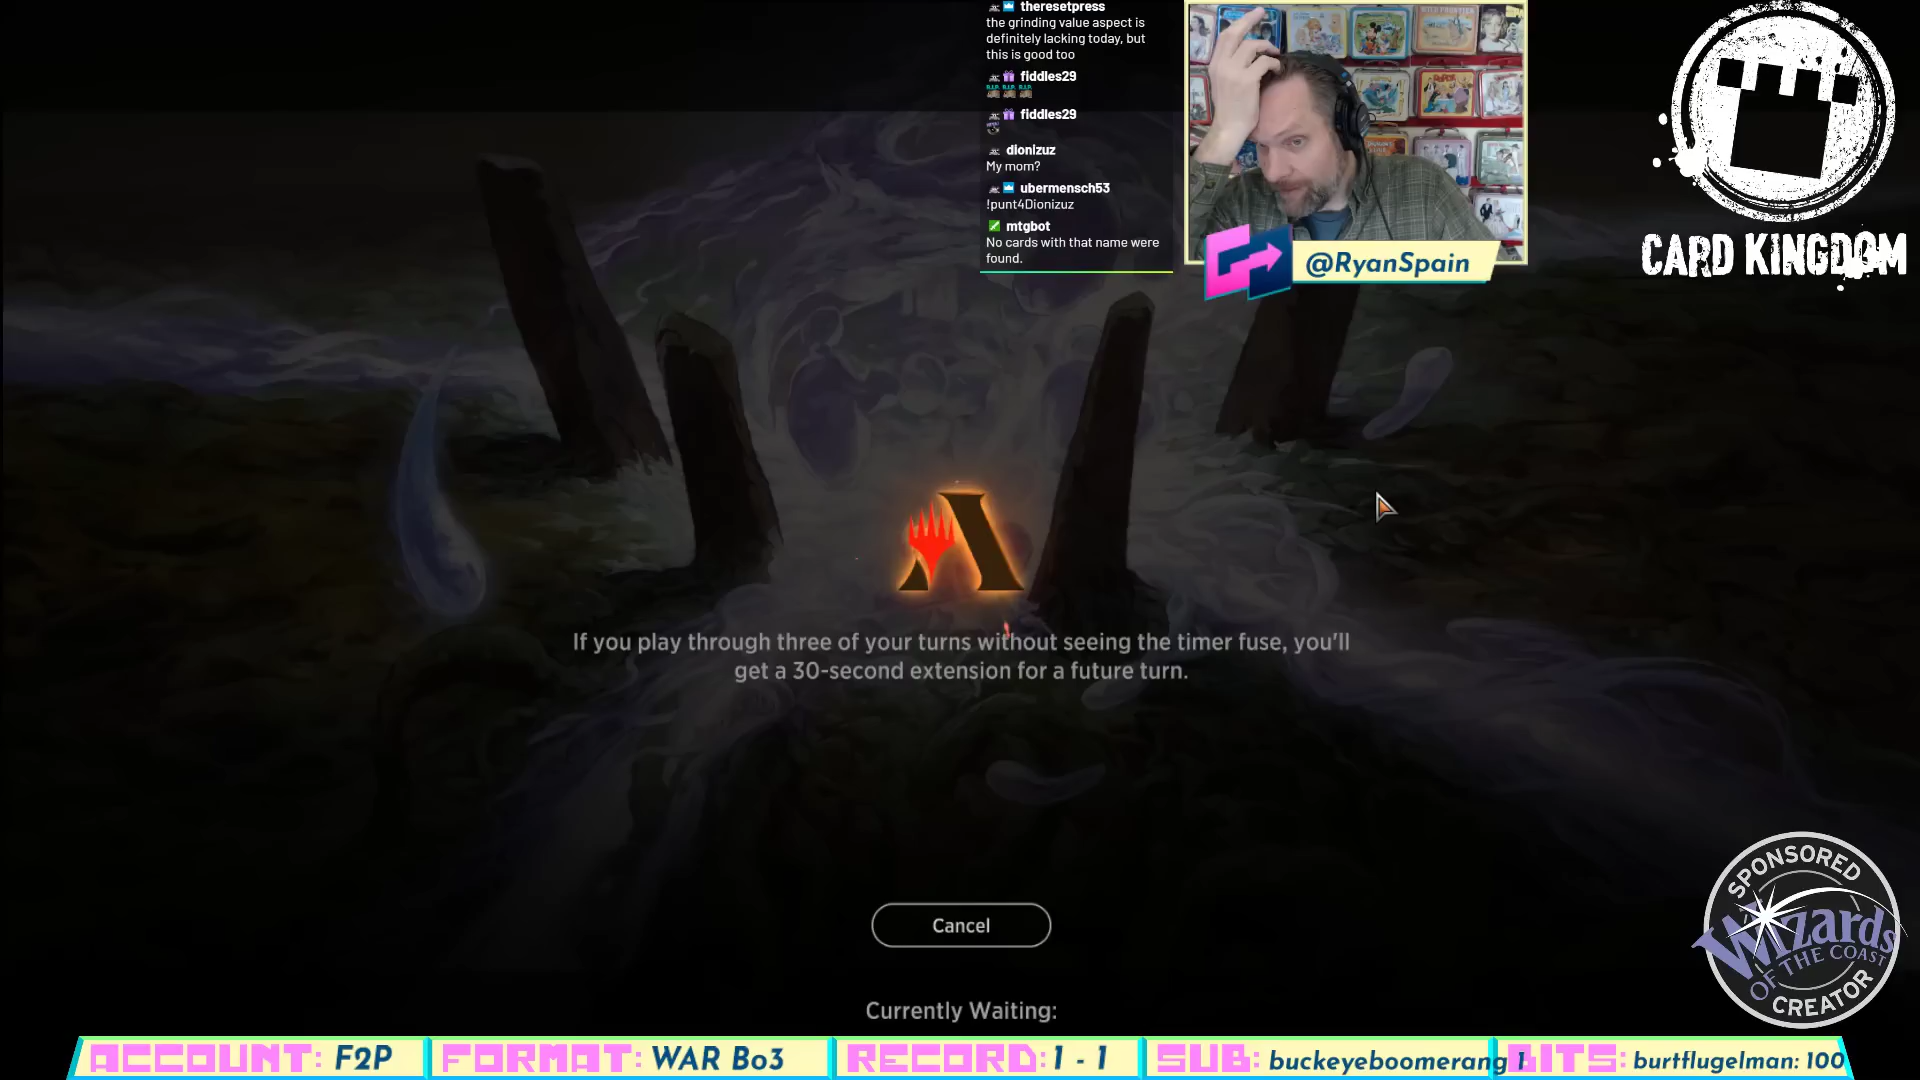 theresetpress
the grinding value aspect is
definitely lacking today, but
this is good too
fiddles29
fiddles29
dionizuz
My mom?
ubermensch53
!punt4Dionizuz
mtgbot
No cards with that name were
found.
@RyanSpain
CARD KINGDOM
If you play through three of your turns without seeing the timer fuse, you'll
get a 30-second extension for a future turn.
Cancel
SPONSORED
Wizards
OF THE COAST
CREATOR
Currently Waiting:
ACCOUNT: F2P FORMAT: WAR Bo3 RECORD: 1 - 1 SUB: buckeyeboomerang 1 BITS: burtflugelman: 100